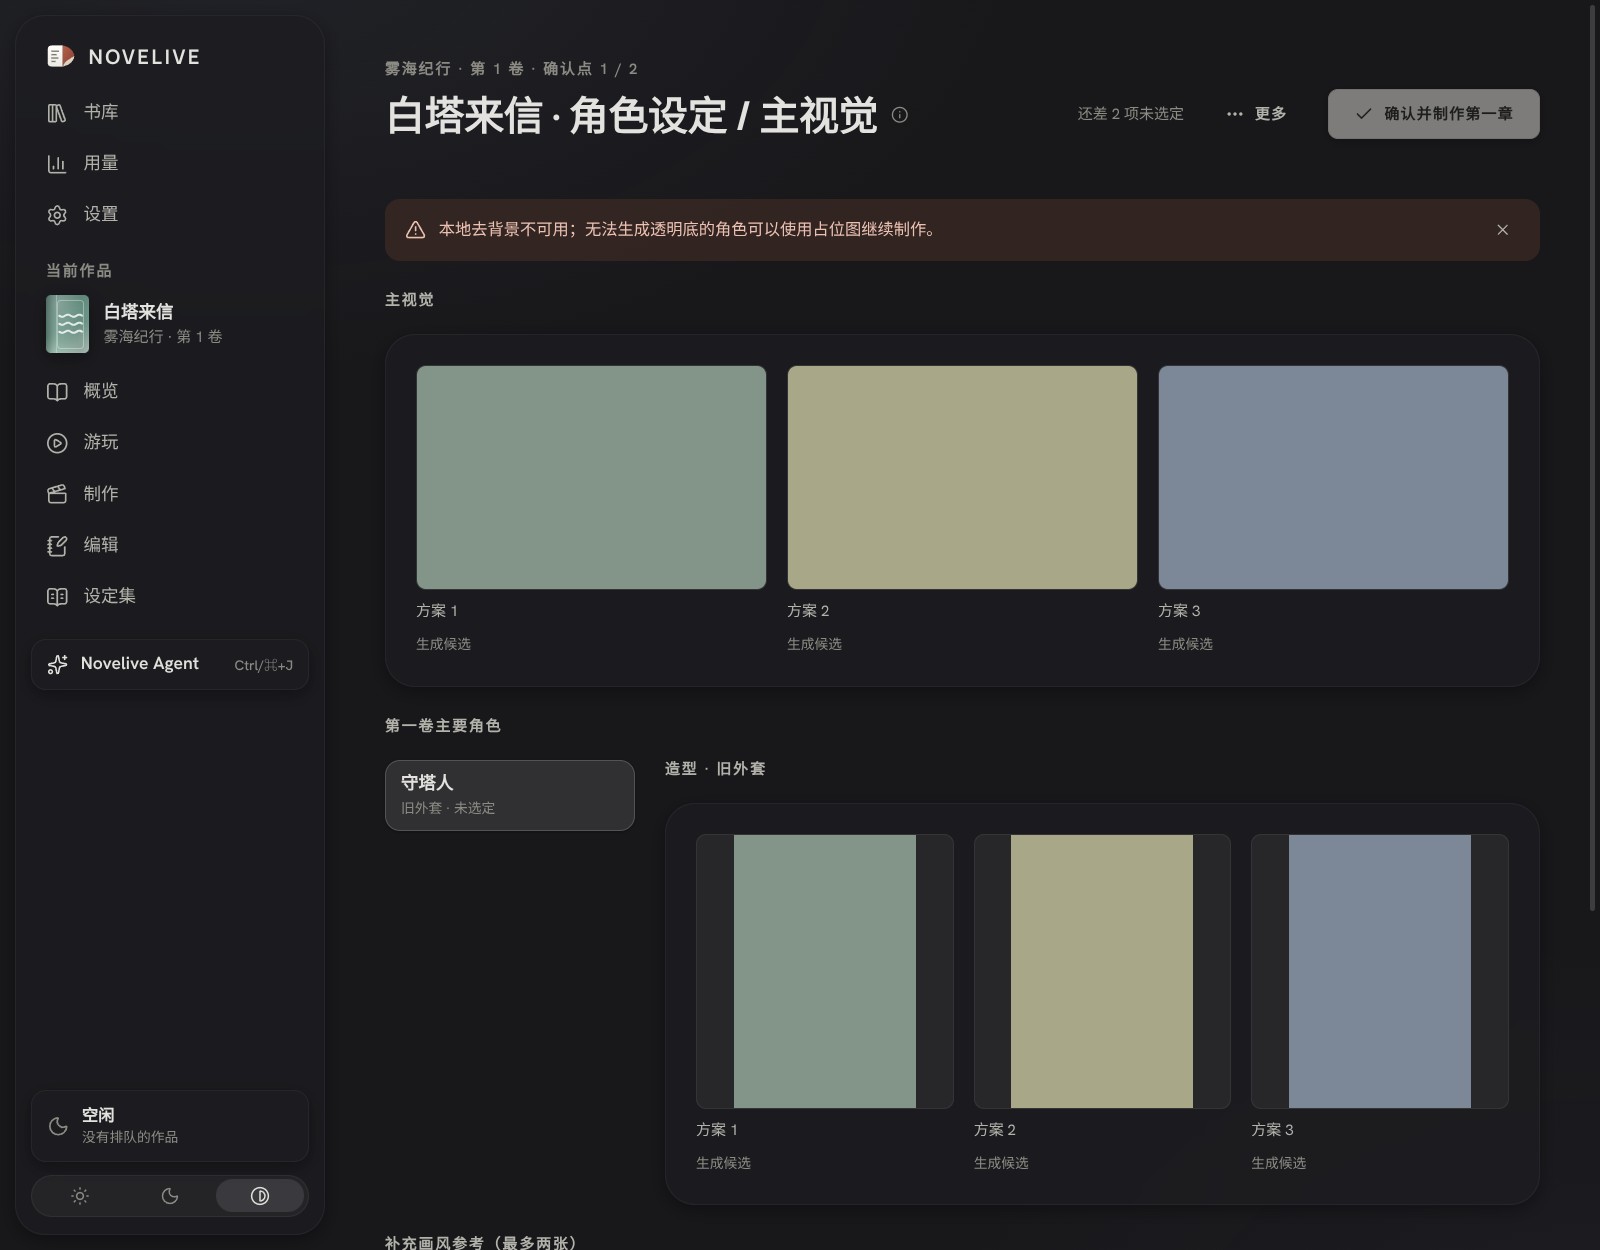 NOVELIVE
书库
用量
设置
当前作品
白塔来信
雾海纪行 · 第 1 卷
概览
游玩
制作
编辑
设定集
Novelive Agent Ctrl/⌘+J
空闲
没有排队的作品
雾海纪行 · 第 1 卷 · 确认点 1 / 2
白塔来信 · 角色设定 / 主视觉
还差 2 项未选定
更多
确认并制作第一章
本地去背景不可用；无法生成透明底的角色可以使用占位图继续制作。
主视觉
方案 1
生成候选
方案 2
生成候选
方案 3
生成候选
第一卷主要角色
守塔人
旧外套 · 未选定
造型 · 旧外套
方案 1
生成候选
方案 2
生成候选
方案 3
生成候选
补充画风参考（最多两张）